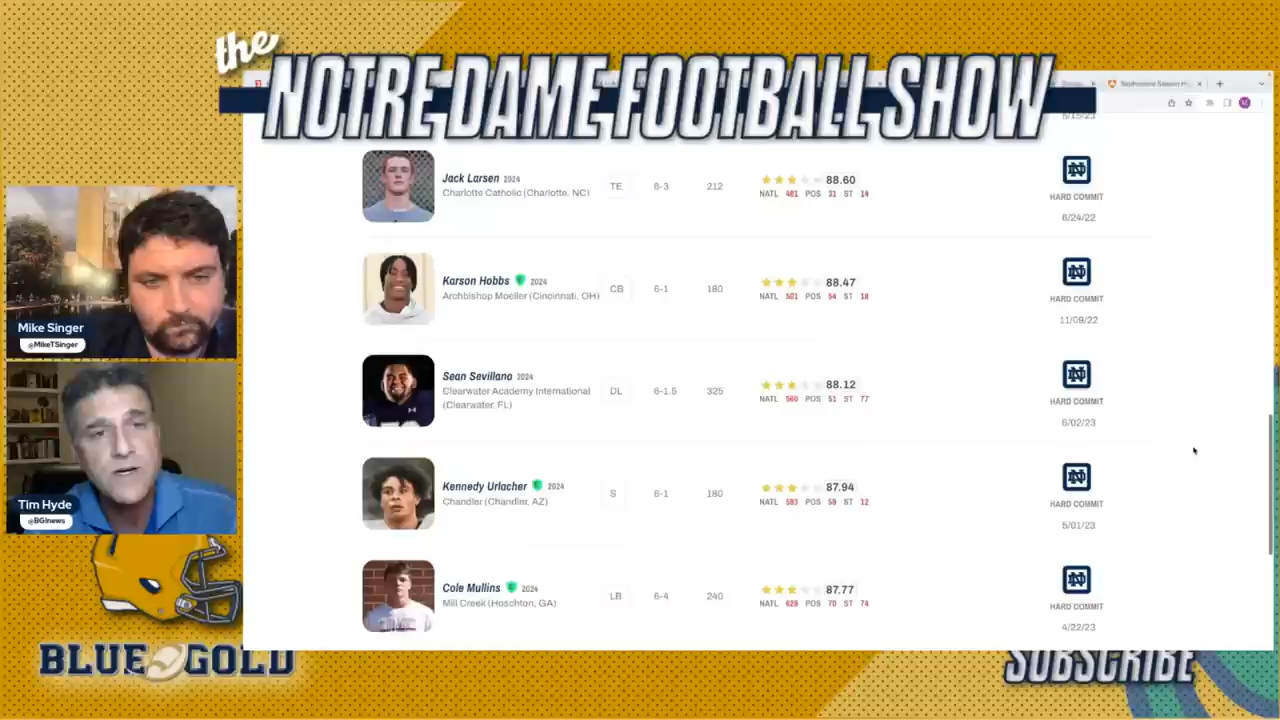 the
NOTRE DAME FOOTBALL SHOW
Jack Larsen 2024
Charlotte Catholic (Charlotte, NC)
TE
6-3
212
88.60
NATL 481 POS 31 ST 14
HARD COMMIT
8/24/22
Karson Hobbs 2024
Archbishop Moeller (Cincinnati, OH)
CB
6-1
180
88.47
NATL 501 POS 54 ST 18
HARD COMMIT
11/09/22
Sean Sevillano 2024
Clearwater Academy International
(Clearwater, FL)
DL
6-1.5
325
88.12
NATL 560 POS 51 ST 77
HARD COMMIT
6/02/23
Kennedy Urlacher 2024
Chandler (Chandler, AZ)
S
6-1
180
87.94
NATL 593 POS 59 ST 12
HARD COMMIT
5/01/23
Cole Mullins 2024
Mill Creek (Hoschton, GA)
LB
6-4
240
87.77
NATL 628 POS 70 ST 74
HARD COMMIT
4/22/23
Mike Singer
@MikeTSinger
Tim Hyde
@BGInews
BLUE GOLD
SUBSCRIBE